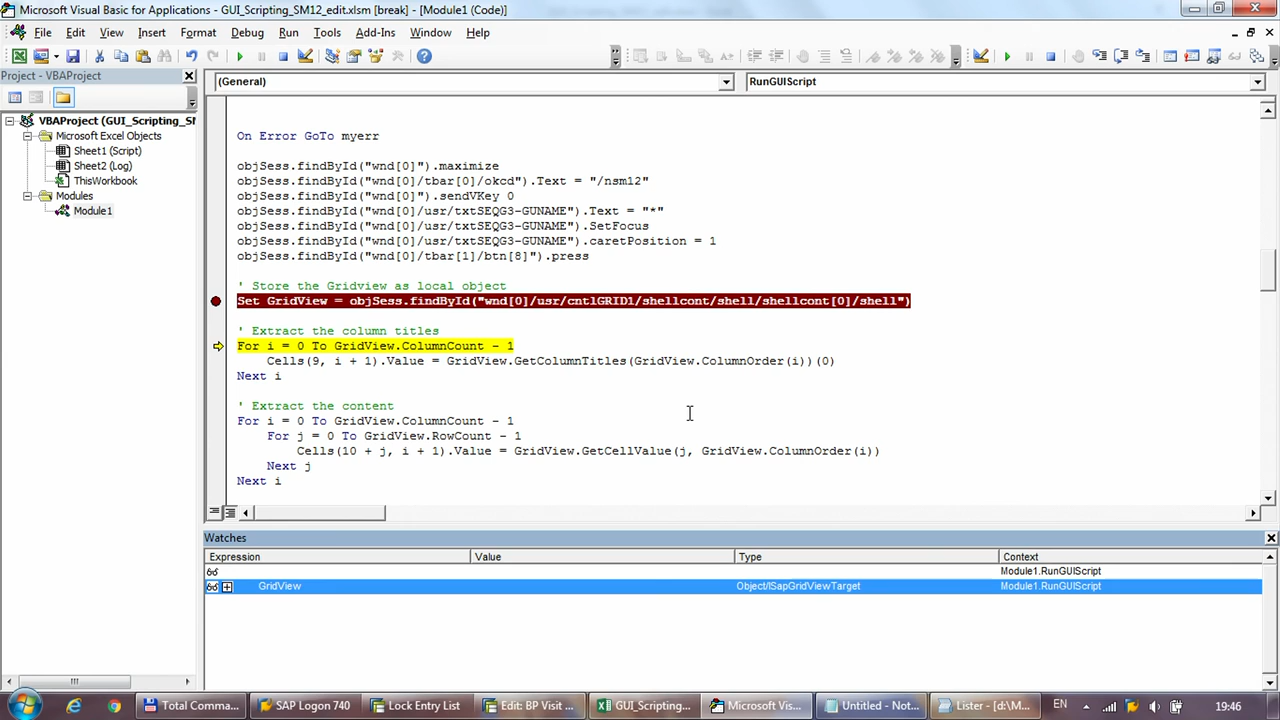 Microsoft Visual Basic for Applications - GUI_Scripting_SM12_edit.xlsm [break] - [Module1 (Code)]
File Edit View Insert Format Debug Run Tools Add-Ins Window Help
Project - VBAProject
(General) RunGUIScript
VBAProject (GUI_Scripting_SM
Microsoft Excel Objects
Sheet1 (Script)
Sheet2 (Log)
ThisWorkbook
Modules
Module1
On Error GoTo myerr
objSess.findById("wnd[0]").maximize
objSess.findById("wnd[0]/tbar[0]/okcd").Text = "/nsm12"
objSess.findById("wnd[0]").sendVKey 0
objSess.findById("wnd[0]/usr/txtSEQG3-GUNAME").Text = "*"
objSess.findById("wnd[0]/usr/txtSEQG3-GUNAME").SetFocus
objSess.findById("wnd[0]/usr/txtSEQG3-GUNAME").caretPosition = 1
objSess.findById("wnd[0]/tbar[1]/btn[8]").press
' Store the Gridview as local object
Set GridView = objSess.findById("wnd[0]/usr/cntlGRID1/shellcont/shell/shellcont[0]/shell")
' Extract the column titles
For i = 0 To GridView.ColumnCount - 1
Cells(9, i + 1).Value = GridView.GetColumnTitles(GridView.ColumnOrder(i))(0)
Next i
' Extract the content
For i = 0 To GridView.ColumnCount - 1
For j = 0 To GridView.RowCount - 1
Cells(10 + j, i + 1).Value = GridView.GetCellValue(j, GridView.ColumnOrder(i))
Next j
Next i
Watches
Expression Value Type Context
Module1.RunGUIScript
GridView Object/ISapGridViewTarget Module1.RunGUIScript
Total Comma... SAP Logon 740 Lock Entry List Edit: BP Visit ... GUI_Scripting... Microsoft Vis... Untitled - Not... Lister - [d:\M... EN 19:46